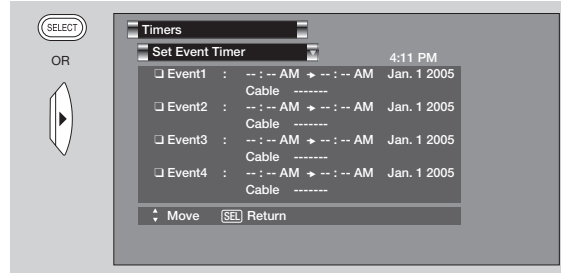 SELECT
OR
Timers
Set Event Timer
4:11 PM
❏ Event1 : -- : -- AM ➔ -- : -- AM Jan. 1 2005
Cable -------
❏ Event2 : -- : -- AM ➔ -- : -- AM Jan. 1 2005
Cable -------
❏ Event3 : -- : -- AM ➔ -- : -- AM Jan. 1 2005
Cable -------
❏ Event4 : -- : -- AM ➔ -- : -- AM Jan. 1 2005
Cable -------
Move SEL Return